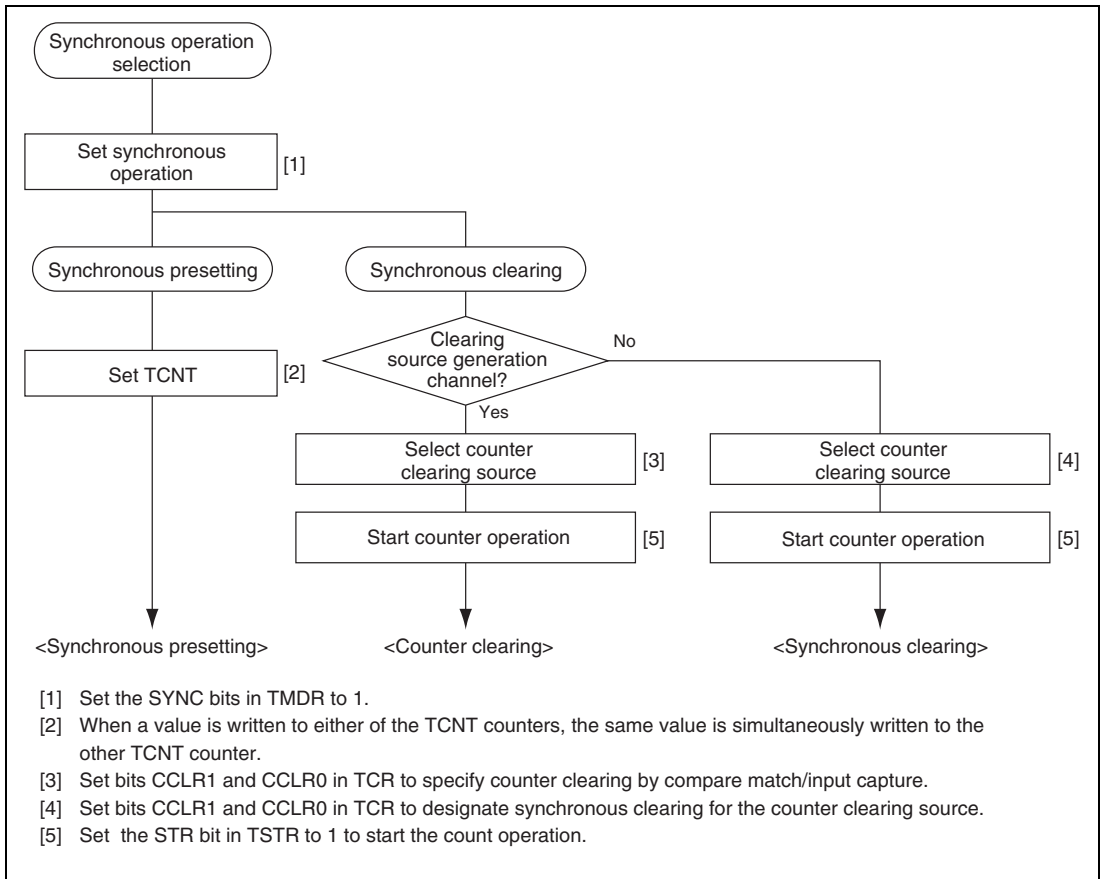 Synchronous operation
selection
Set synchronous
operation
[1]
Synchronous presetting
Synchronous clearing
Set TCNT
[2]
Clearing
source generation
channel?
No
Yes
Select counter
clearing source
[3]
Select counter
clearing source
[4]
Start counter operation
[5]
Start counter operation
[5]
<Synchronous presetting>
<Counter clearing>
<Synchronous clearing>
[1] Set the SYNC bits in TMDR to 1.
[2] When a value is written to either of the TCNT counters, the same value is simultaneously written to the
other TCNT counter.
[3] Set bits CCLR1 and CCLR0 in TCR to specify counter clearing by compare match/input capture.
[4] Set bits CCLR1 and CCLR0 in TCR to designate synchronous clearing for the counter clearing source.
[5] Set the STR bit in TSTR to 1 to start the count operation.